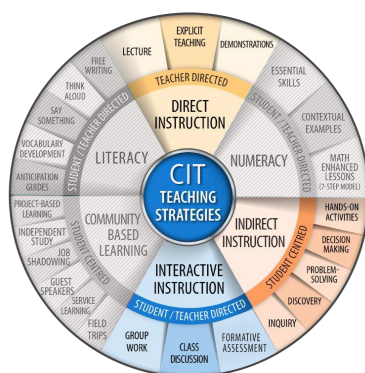 CIT
TEACHING
STRATEGIES
DIRECT
INSTRUCTION
TEACHER DIRECTED
LECTURE
EXPLICIT
TEACHING
DEMONSTRATIONS
NUMERACY
STUDENT / TEACHER DIRECTED
ESSENTIAL
SKILLS
CONTEXTUAL
EXAMPLES
MATH
ENHANCED
LESSONS
(7-STEP MODEL)
INDIRECT
INSTRUCTION
STUDENT CENTRED
HANDS-ON
ACTIVITIES
DECISION
MAKING
PROBLEM-
SOLVING
DISCOVERY
INQUIRY
INTERACTIVE
INSTRUCTION
STUDENT / TEACHER DIRECTED
FORMATIVE
ASSESSMENT
CLASS
DISCUSSION
GROUP
WORK
COMMUNITY
BASED
LEARNING
STUDENT CENTRED
FIELD
TRIPS
SERVICE
LEARNING
GUEST
SPEAKERS
JOB
SHADOWING
INDEPENDENT
STUDY
PROJECT-BASED
LEARNING
LITERACY
STUDENT / TEACHER DIRECTED
ANTICIPATION
GUIDES
VOCABULARY
DEVELOPMENT
SAY
SOMETHING
THINK
ALOUD
FREE
WRITING